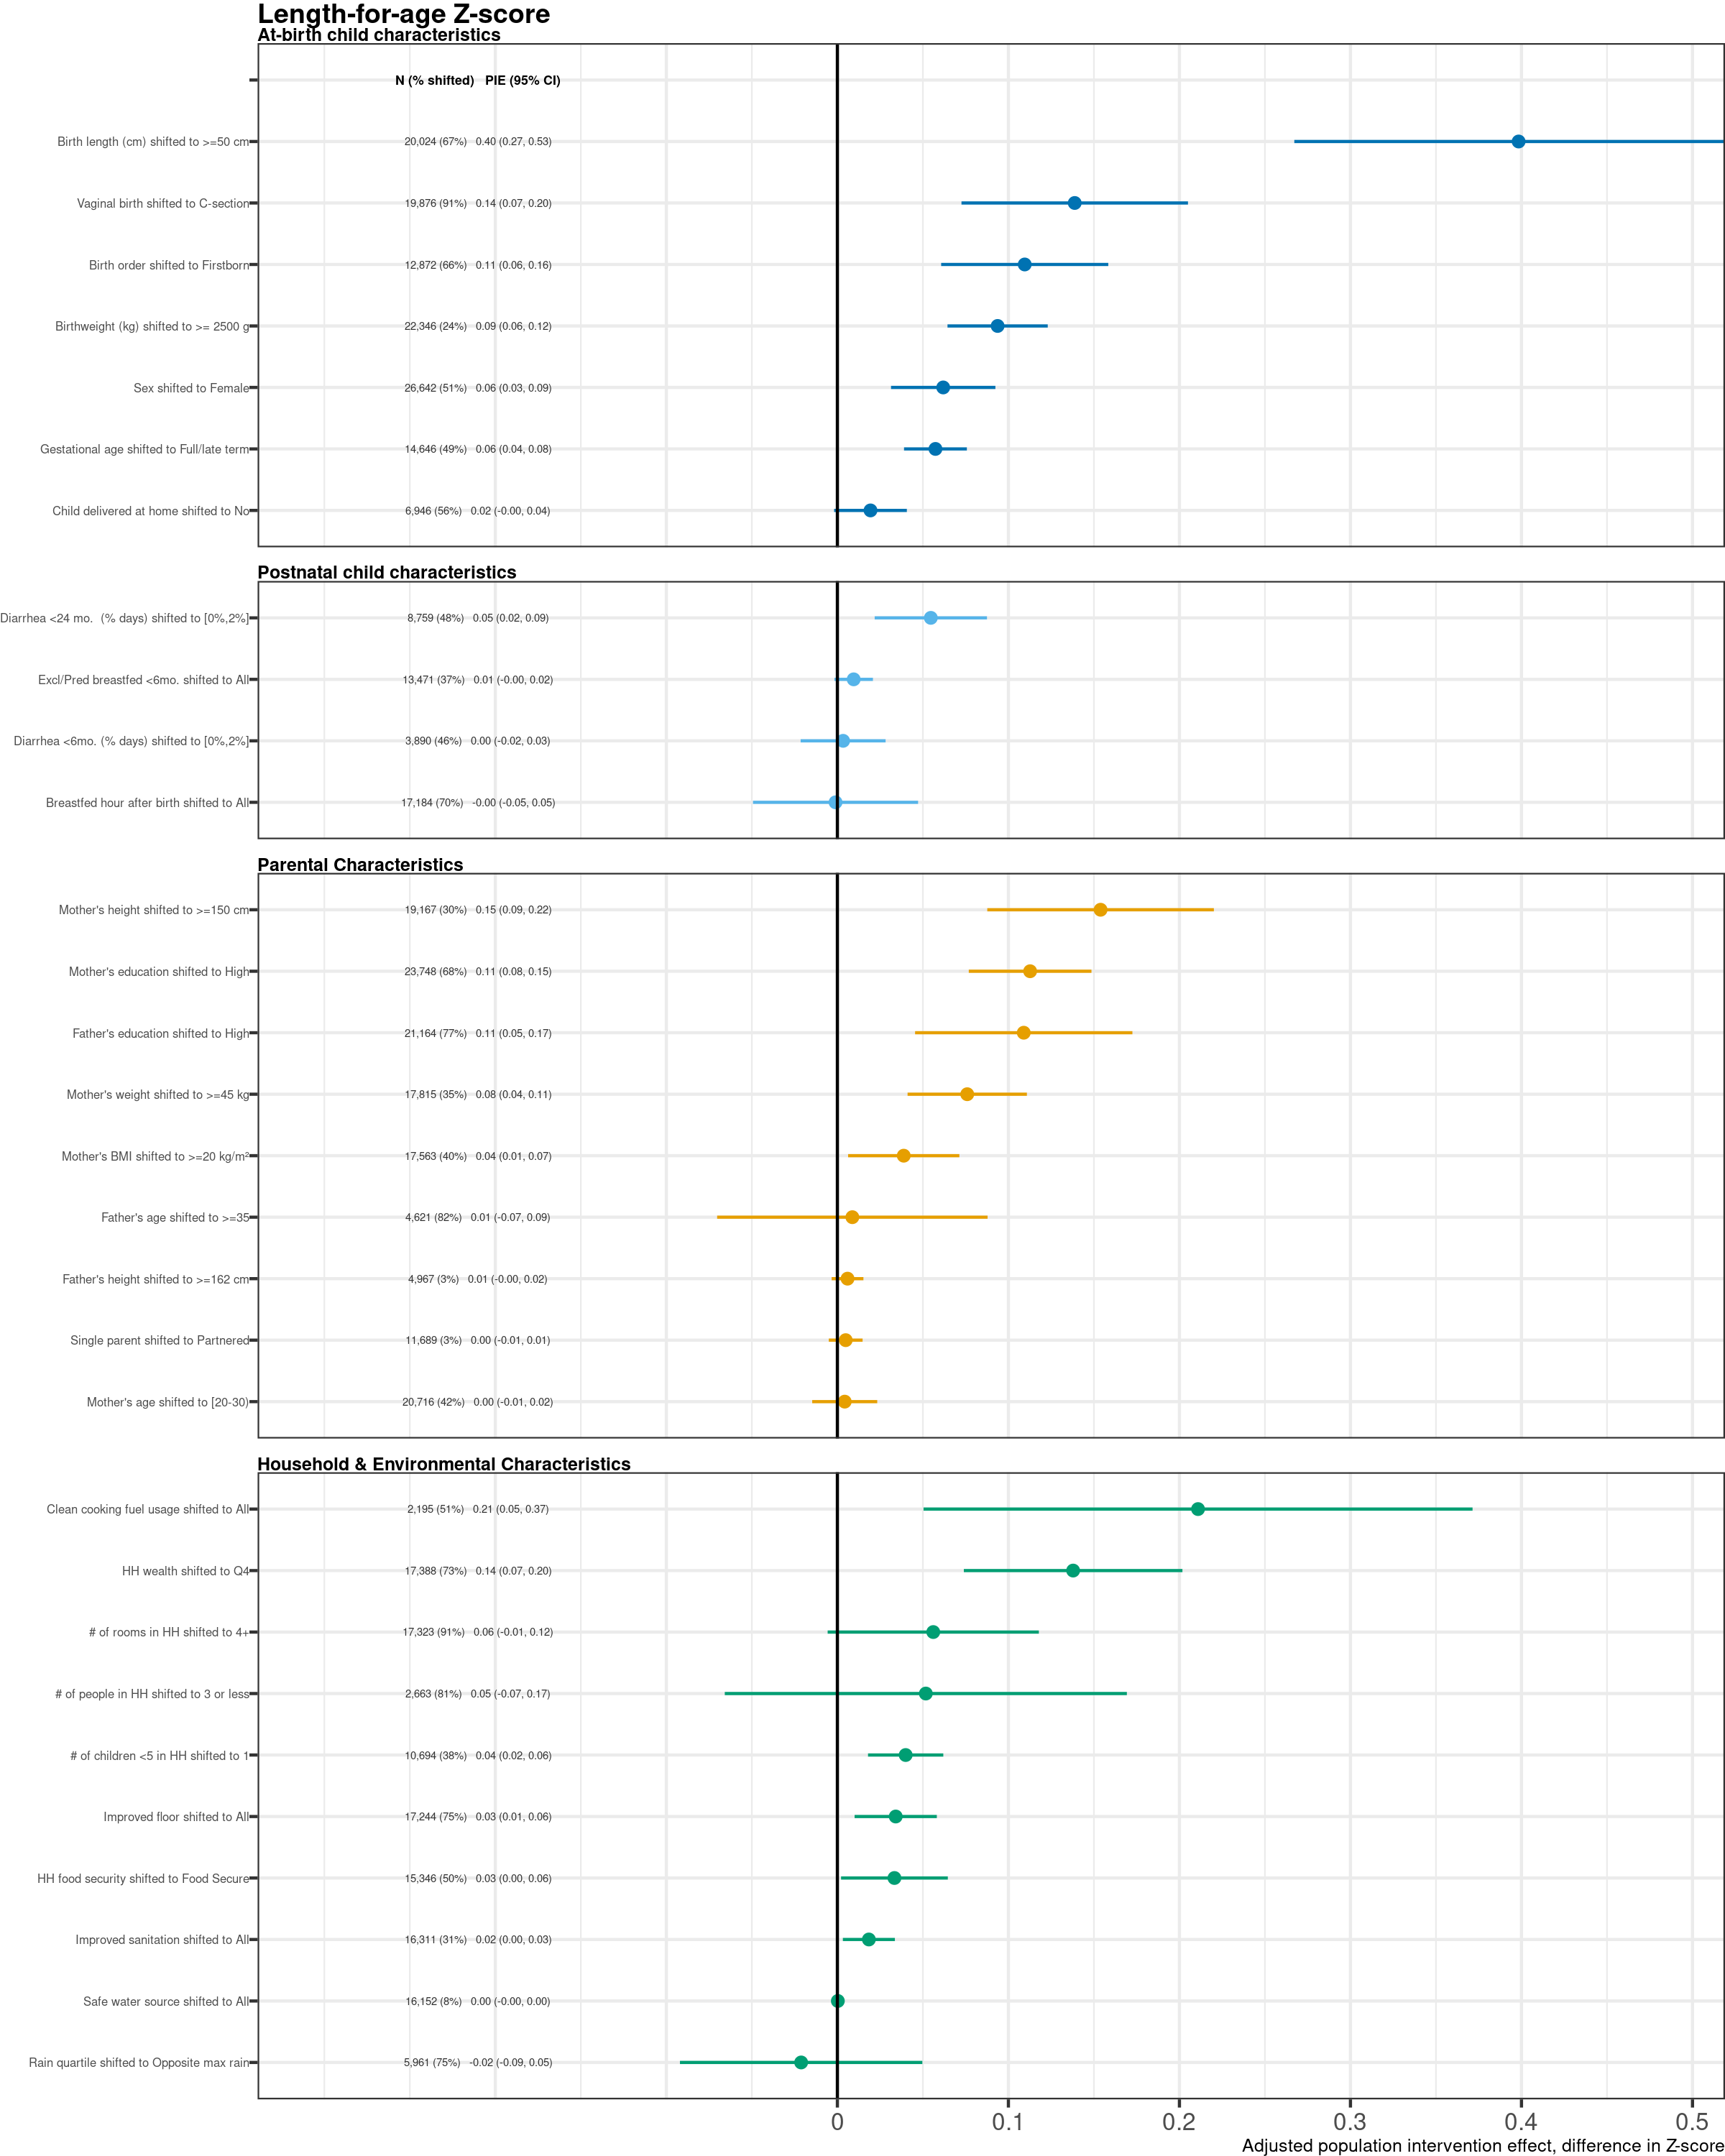 Length-for-age Z-score
At-birth child characteristics
N (% shifted) PIE (95% CI)
Birth length (cm) shifted to >=50 cm 20,024 (67%) 0.40 (0.27, 0.53)
Vaginal birth shifted to C-section 19,876 (91%) 0.14 (0.07, 0.20)
Birth order shifted to Firstborn 12,872 (66%) 0.11 (0.06, 0.16)
Birthweight (kg) shifted to >= 2500 g 22,346 (24%) 0.09 (0.06, 0.12)
Sex shifted to Female 26,642 (51%) 0.06 (0.03, 0.09)
Gestational age shifted to Full/late term 14,646 (49%) 0.06 (0.04, 0.08)
Child delivered at home shifted to No 6,946 (56%) 0.02 (-0.00, 0.04)
Postnatal child characteristics
Diarrhea <24 mo. (% days) shifted to [0%,2%] 8,759 (48%) 0.05 (0.02, 0.09)
Excl/Pred breastfed <6mo. shifted to All 13,471 (37%) 0.01 (-0.00, 0.02)
Diarrhea <6mo. (% days) shifted to [0%,2%] 3,890 (46%) 0.00 (-0.02, 0.03)
Breastfed hour after birth shifted to All 17,184 (70%) -0.00 (-0.05, 0.05)
Parental Characteristics
Mother's height shifted to >=150 cm 19,167 (30%) 0.15 (0.09, 0.22)
Mother's education shifted to High 23,748 (68%) 0.11 (0.08, 0.15)
Father's education shifted to High 21,164 (77%) 0.11 (0.05, 0.17)
Mother's weight shifted to >=45 kg 17,815 (35%) 0.08 (0.04, 0.11)
Mother's BMI shifted to >=20 kg/m² 17,563 (40%) 0.04 (0.01, 0.07)
Father's age shifted to >=35 4,621 (82%) 0.01 (-0.07, 0.09)
Father's height shifted to >=162 cm 4,967 (3%) 0.01 (-0.00, 0.02)
Single parent shifted to Partnered 11,689 (3%) 0.00 (-0.01, 0.01)
Mother's age shifted to [20-30) 20,716 (42%) 0.00 (-0.01, 0.02)
Household & Environmental Characteristics
Clean cooking fuel usage shifted to All 2,195 (51%) 0.21 (0.05, 0.37)
HH wealth shifted to Q4 17,388 (73%) 0.14 (0.07, 0.20)
# of rooms in HH shifted to 4+ 17,323 (91%) 0.06 (-0.01, 0.12)
# of people in HH shifted to 3 or less 2,663 (81%) 0.05 (-0.07, 0.17)
# of children <5 in HH shifted to 1 10,694 (38%) 0.04 (0.02, 0.06)
Improved floor shifted to All 17,244 (75%) 0.03 (0.01, 0.06)
HH food security shifted to Food Secure 15,346 (50%) 0.03 (0.00, 0.06)
Improved sanitation shifted to All 16,311 (31%) 0.02 (0.00, 0.03)
Safe water source shifted to All 16,152 (8%) 0.00 (-0.00, 0.00)
Rain quartile shifted to Opposite max rain 5,961 (75%) -0.02 (-0.09, 0.05)
0 0.1 0.2 0.3 0.4 0.5
Adjusted population intervention effect, difference in Z-score